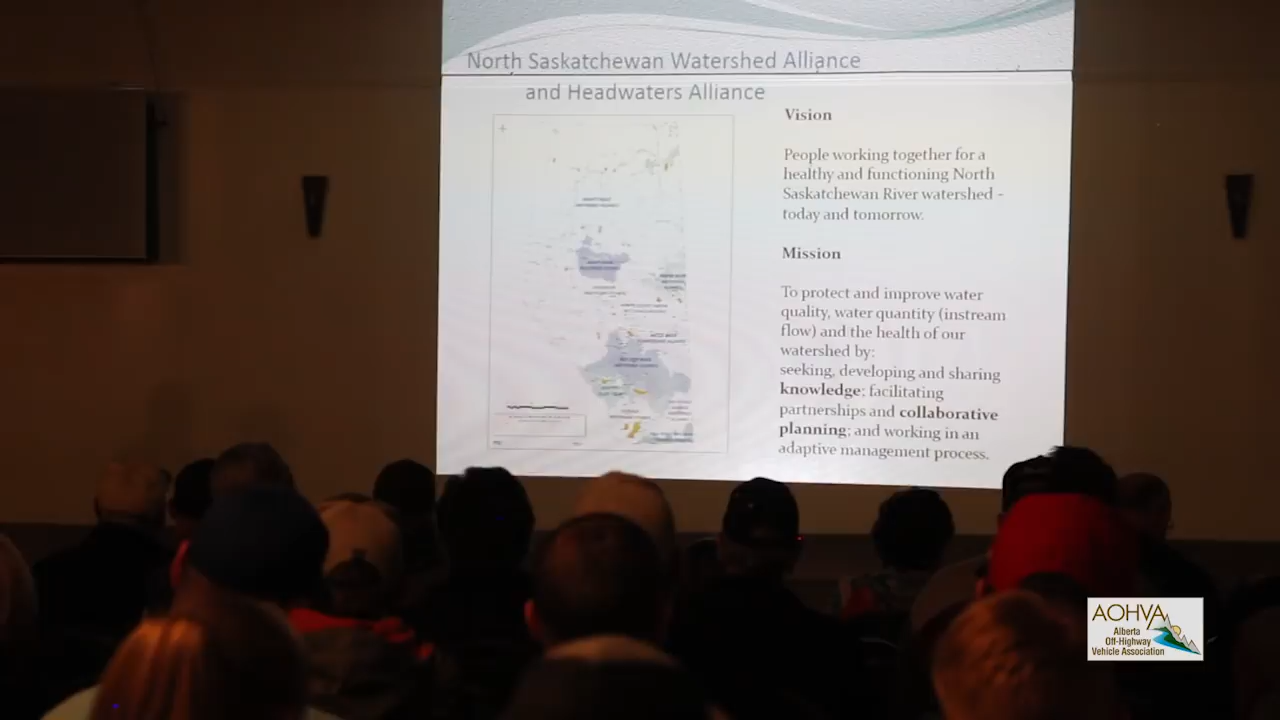 North Saskatchewan Watershed Alliance
and Headwaters Alliance
Vision
People working together for a
healthy and functioning North
Saskatchewan River watershed -
today and tomorrow.
Mission
To protect and improve water
quality, water quantity (instream
flow) and the health of our
watershed by:
seeking, developing and sharing
knowledge; facilitating
partnerships and collaborative
planning; and working in an
adaptive management process.
AOHVA
Alberta
Off-Highway
Vehicle Association